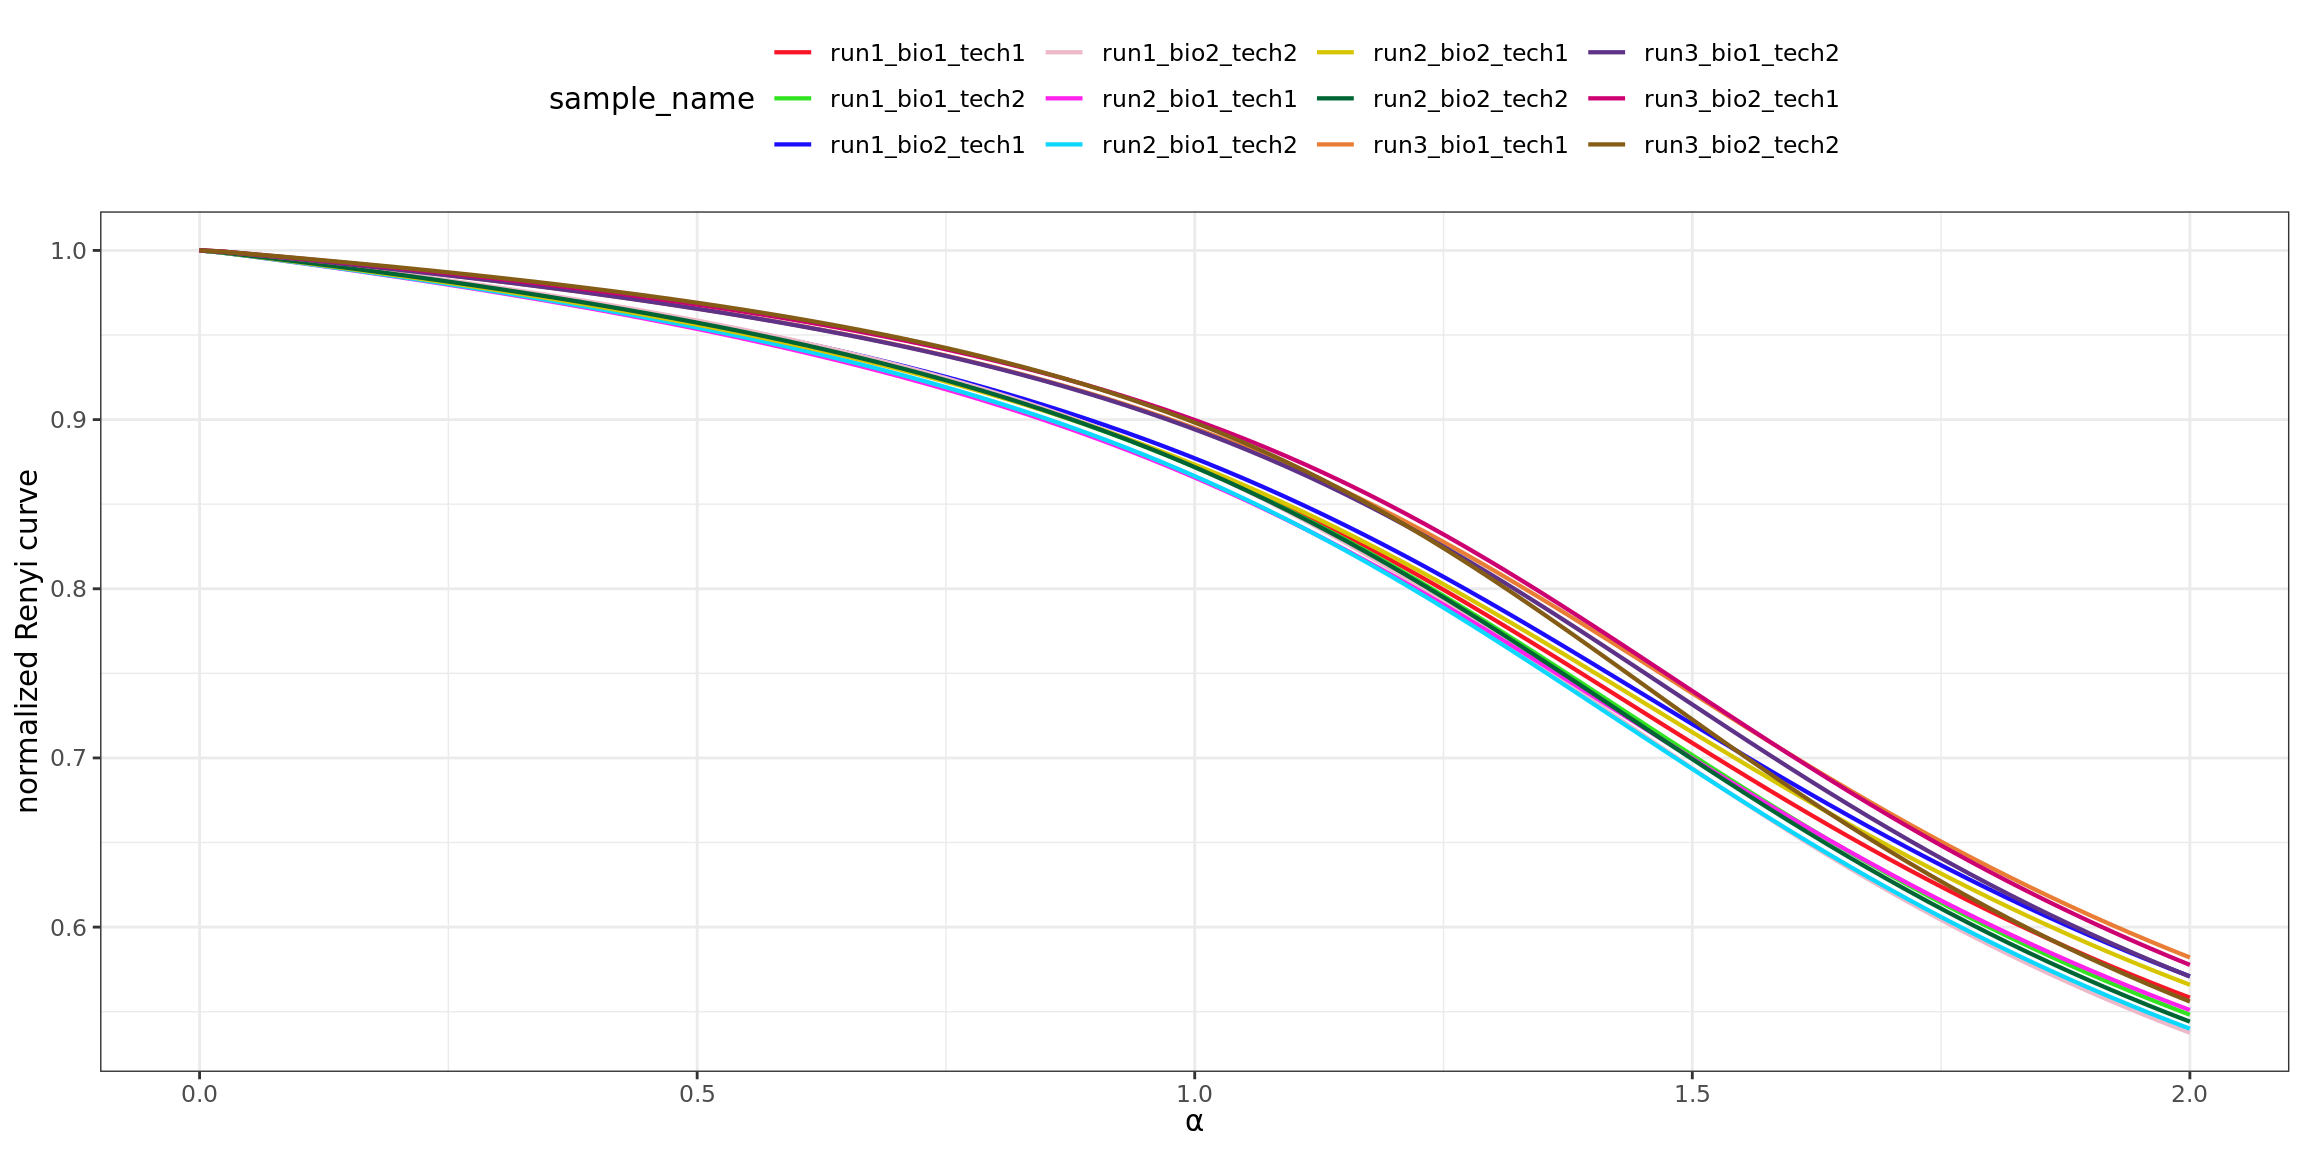 run1_bio1_tech1 run1_bio2_tech2 run2_bio2_tech1 run3_bio1_tech2
sample_name run1_bio1_tech2 run2_bio1_tech1 run2_bio2_tech2 run3_bio2_tech1
run1_bio2_tech1 run2_bio1_tech2 run3_bio1_tech1 run3_bio2_tech2
1.0
0.9
0.8
0.7
0.6
normalized Renyi curve
0.0 0.5 1.0 1.5 2.0
α